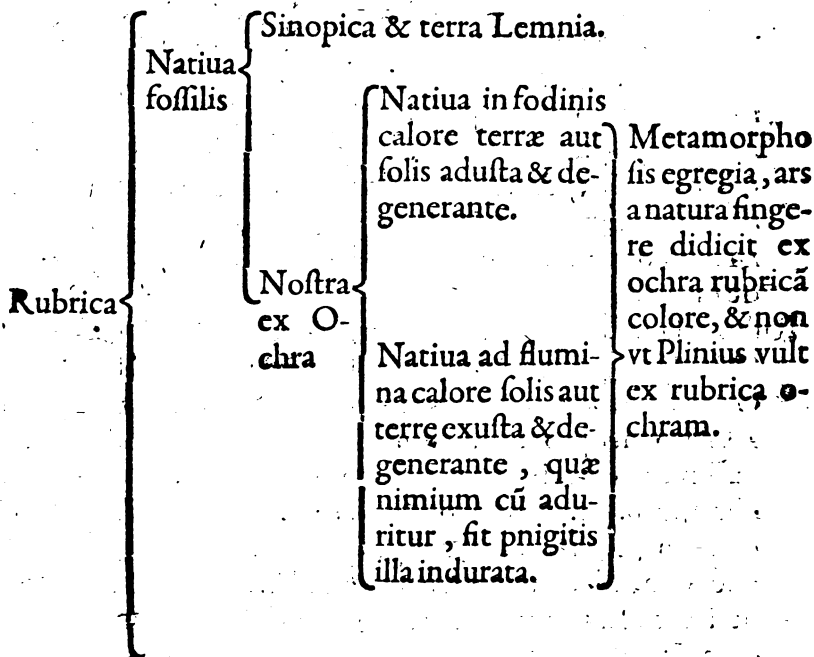 Rubrica
Natiua
foſſilis
Sinopica & terra Lemnia.
Noſtra
ex O-
chra
Natiua in fodinis
calore terræ aut
ſolis aduſta & de-
generante.
Natiua ad flumi-
na calore ſolis aut
terrę exuſta & de-
generante, quæ
nimium cũ adu-
ritur, fit pnigitis
illa indurata.
Metamorpho
ſis egregia, ars
a natura finge-
re didicit ex
ochra rubricã
colore, & non
vt Plinius vult
ex rubrica o-
chram.